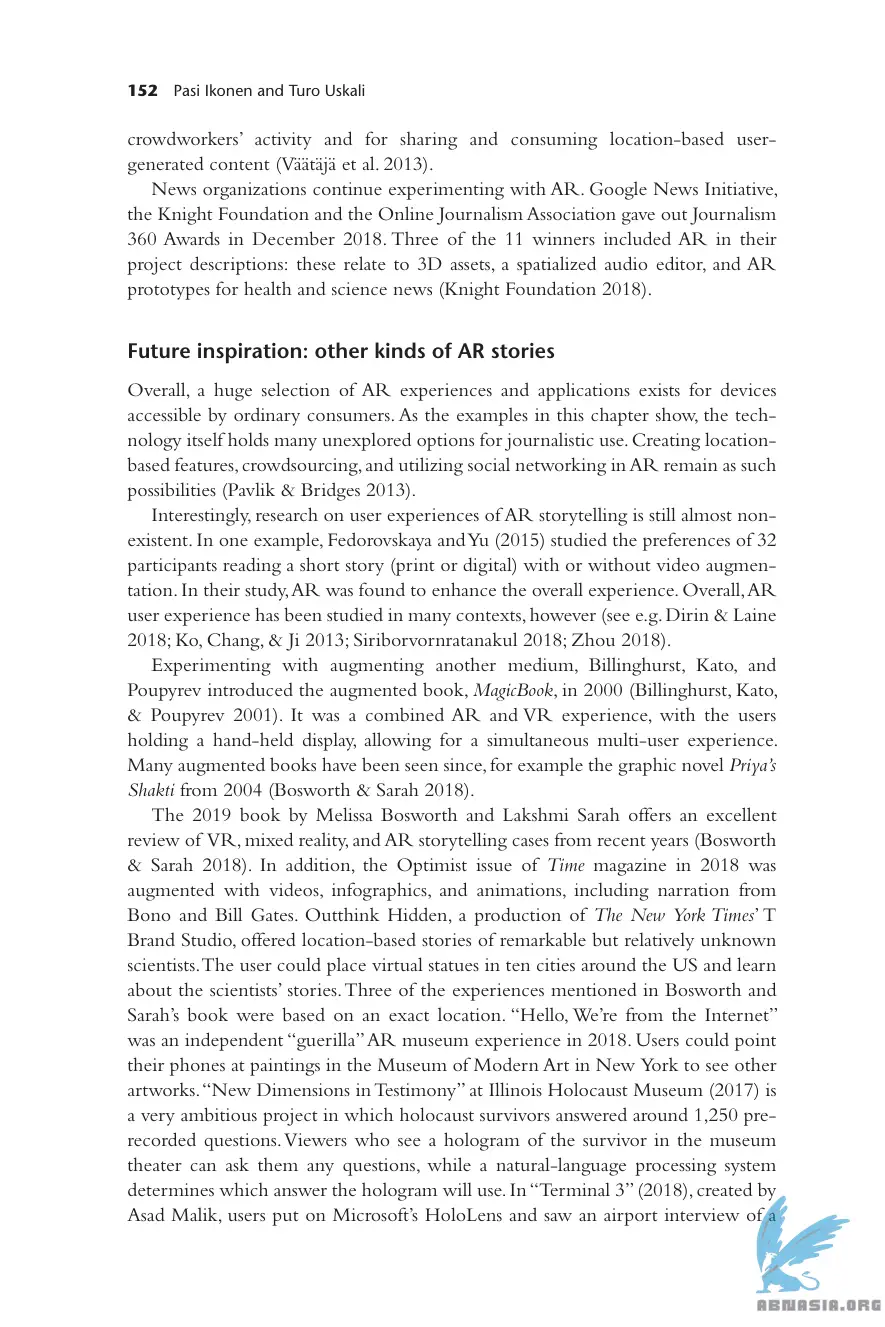 152 Pasi Ikonen and Turo Uskali
crowdworkers’ activity and for sharing and consuming location-based user-
generated content (Väätäjä et al. 2013).
News organizations continue experimenting with AR. Google News Initiative,
the Knight Foundation and the Online Journalism Association gave out Journalism
360 Awards in December 2018. Three of the 11 winners included AR in their
project descriptions: these relate to 3D assets, a spatialized audio editor, and AR
prototypes for health and science news (Knight Foundation 2018).
Future inspiration: other kinds of AR stories
Overall, a huge selection of AR experiences and applications exists for devices
accessible by ordinary consumers. As the examples in this chapter show, the tech-
nology itself holds many unexplored options for journalistic use. Creating location-
based features, crowdsourcing, and utilizing social networking in AR remain as such
possibilities (Pavlik & Bridges 2013).
Interestingly, research on user experiences of AR storytelling is still almost non-
existent. In one example, Fedorovskaya and Yu (2015) studied the preferences of 32
participants reading a short story (print or digital) with or without video augmen-
tation. In their study, AR was found to enhance the overall experience. Overall, AR
user experience has been studied in many contexts, however (see e.g. Dirin & Laine
2018; Ko, Chang, & Ji 2013; Siriborvornratanakul 2018; Zhou 2018).
Experimenting with augmenting another medium, Billinghurst, Kato, and
Poupyrev introduced the augmented book, MagicBook, in 2000 (Billinghurst, Kato,
& Poupyrev 2001). It was a combined AR and VR experience, with the users
holding a hand-held display, allowing for a simultaneous multi-user experience.
Many augmented books have been seen since, for example the graphic novel Priya’s
Shakti from 2004 (Bosworth & Sarah 2018).
The 2019 book by Melissa Bosworth and Lakshmi Sarah offers an excellent
review of VR, mixed reality, and AR storytelling cases from recent years (Bosworth
& Sarah 2018). In addition, the Optimist issue of Time magazine in 2018 was
augmented with videos, infographics, and animations, including narration from
Bono and Bill Gates. Outthink Hidden, a production of The New York Times’ T
Brand Studio, offered location-based stories of remarkable but relatively unknown
scientists. The user could place virtual statues in ten cities around the US and learn
about the scientists’ stories. Three of the experiences mentioned in Bosworth and
Sarah’s book were based on an exact location. “Hello, We’re from the Internet”
was an independent “guerilla” AR museum experience in 2018. Users could point
their phones at paintings in the Museum of Modern Art in New York to see other
artworks. “New Dimensions in Testimony” at Illinois Holocaust Museum (2017) is
a very ambitious project in which holocaust survivors answered around 1,250 pre-
recorded questions. Viewers who see a hologram of the survivor in the museum
theater can ask them any questions, while a natural-language processing system
determines which answer the hologram will use. In “Terminal 3” (2018), created by
Asad Malik, users put on Microsoft’s HoloLens and saw an airport interview of a
ABNASIA.ORG